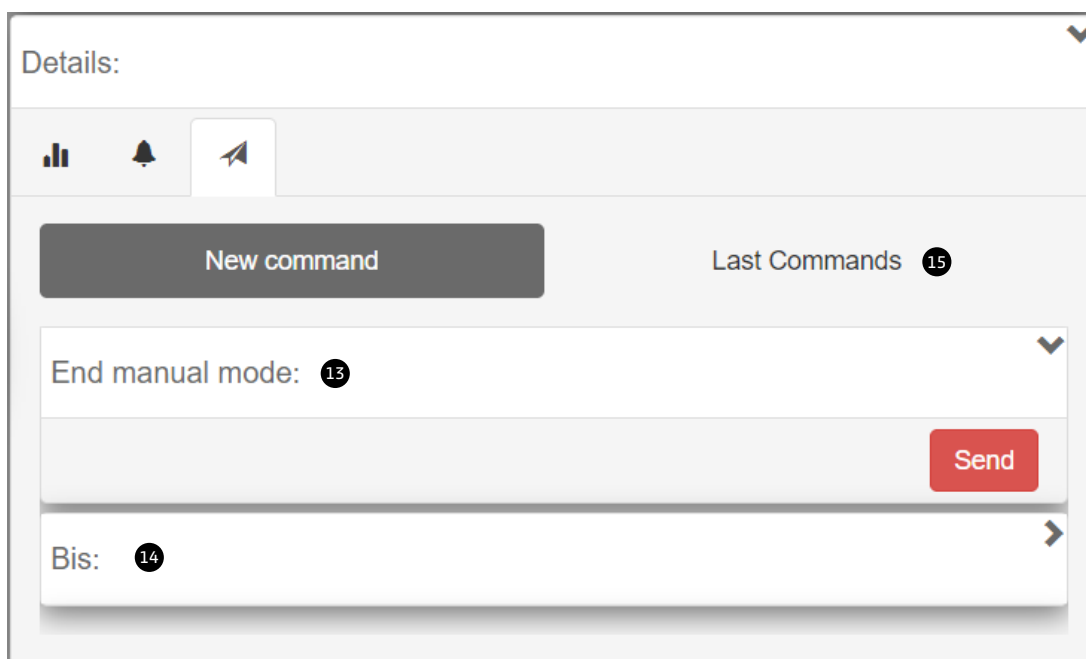 Details:
New command
Last Commands 15
End manual mode: 13
Send
Bis: 14